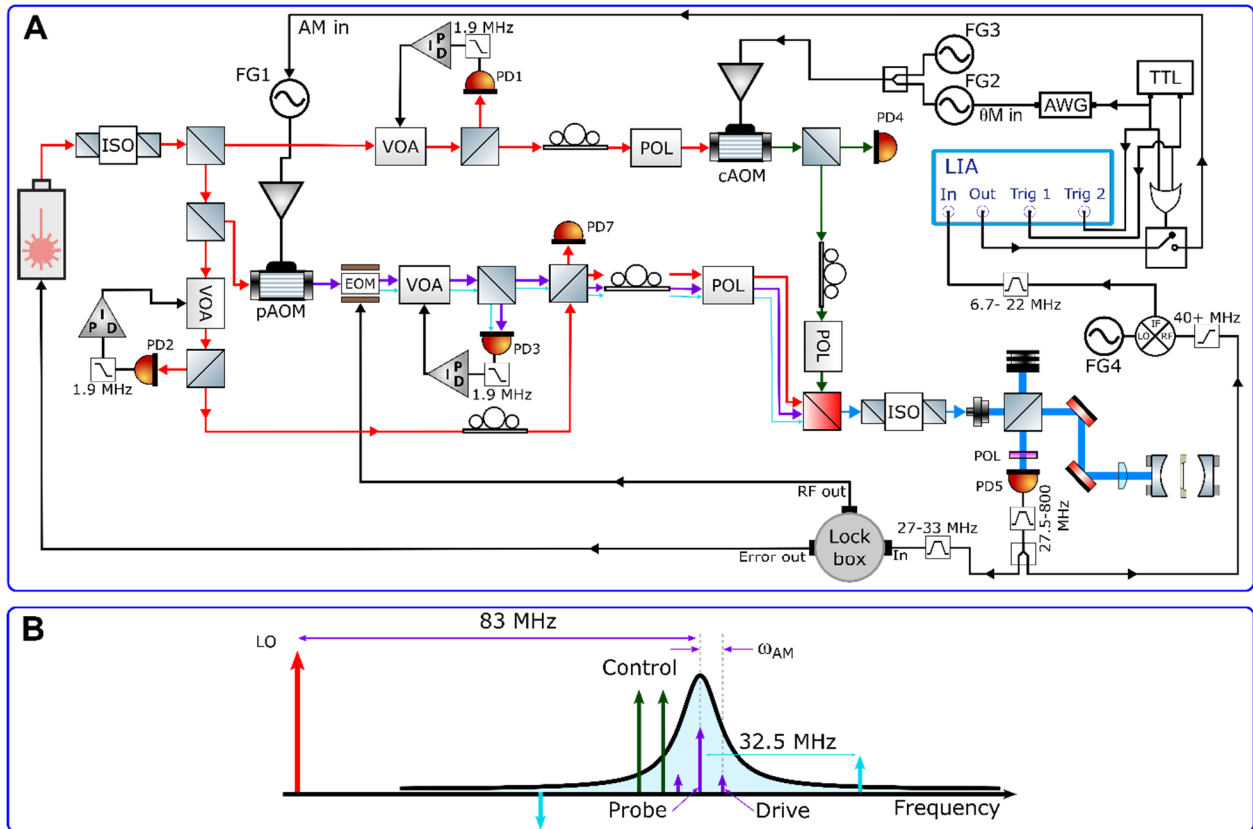 A
AM in
FG1
1.9 MHz
P
I
D
PD1
FG3
FG2
θM in
AWG
TTL
ISO
VOA
POL
cAOM
PD4
LIA
In
Out
Trig 1
Trig 2
PD7
pAOM
EOM
VOA
POL
VOA
P
I
D
PD2
1.9 MHz
PD3
P
I
D
1.9 MHz
POL
6.7- 22 MHz
40+ MHz
IF
LO
RF
FG4
ISO
POL
PD5
27.5-800
MHz
RF out
Lock
box
Error out
In
27-33 MHz
B
83 MHz
LO
ωAM
Control
32.5 MHz
Probe
Drive
Frequency